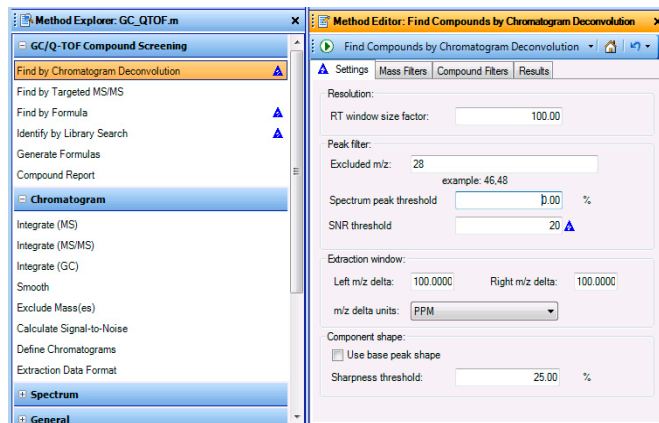 Method Explorer: GC_QTOF.m
GC/Q-TOF Compound Screening
Find by Chromatogram Deconvolution
Find by Targeted MS/MS
Find by Formula
Identify by Library Search
Generate Formulas
Compound Report
Chromatogram
Integrate (MS)
Integrate (MS/MS)
Integrate (GC)
Smooth
Exclude Mass(es)
Calculate Signal-to-Noise
Define Chromatograms
Extraction Data Format
Spectrum
General
Method Editor: Find Compounds by Chromatogram Deconvolution
Find Compounds by Chromatogram Deconvolution
Settings Mass Filters Compound Filters Results
Resolution:
RT window size factor: 100.00
Peak filter:
Excluded m/z: 28
example: 46,48
Spectrum peak threshold 0.00 %
SNR threshold 20
Extraction window:
Left m/z delta: 100.0000 Right m/z delta: 100.0000
m/z delta units: PPM
Component shape:
Use base peak shape
Sharpness threshold: 25.00 %